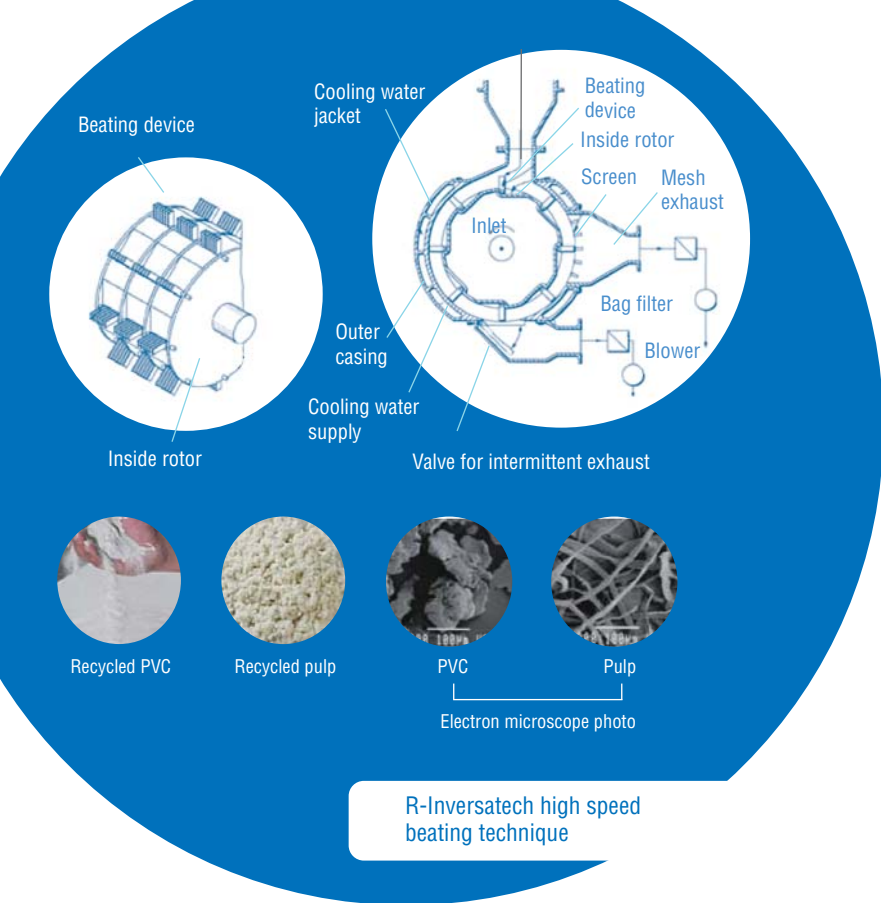 Beating device
Inside rotor
Cooling water
jacket
Beating
device
Inside rotor
Screen
Mesh
exhaust
Inlet
Bag filter
Blower
Outer
casing
Cooling water
supply
Valve for intermittent exhaust
Recycled PVC
Recycled pulp
PVC
Pulp
Electron microscope photo
R-Inversatech high speed
beating technique